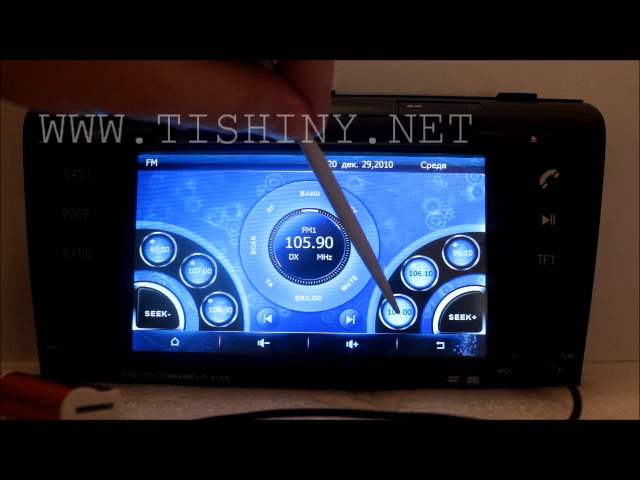 WWW.TISHINY.NET
FM
20 дек. 29,2010
Среда
NAVI
MODE
BAND
TFT
BAND
AF
SCAN
TA
DX/LOC
MUTE
FM1
105.90
DX MHz
87.50
107.00
106.30
90.10
106.10
SEEK-
SEEK+
DVD/VCD/CD/MP3/MP4 PLAYER